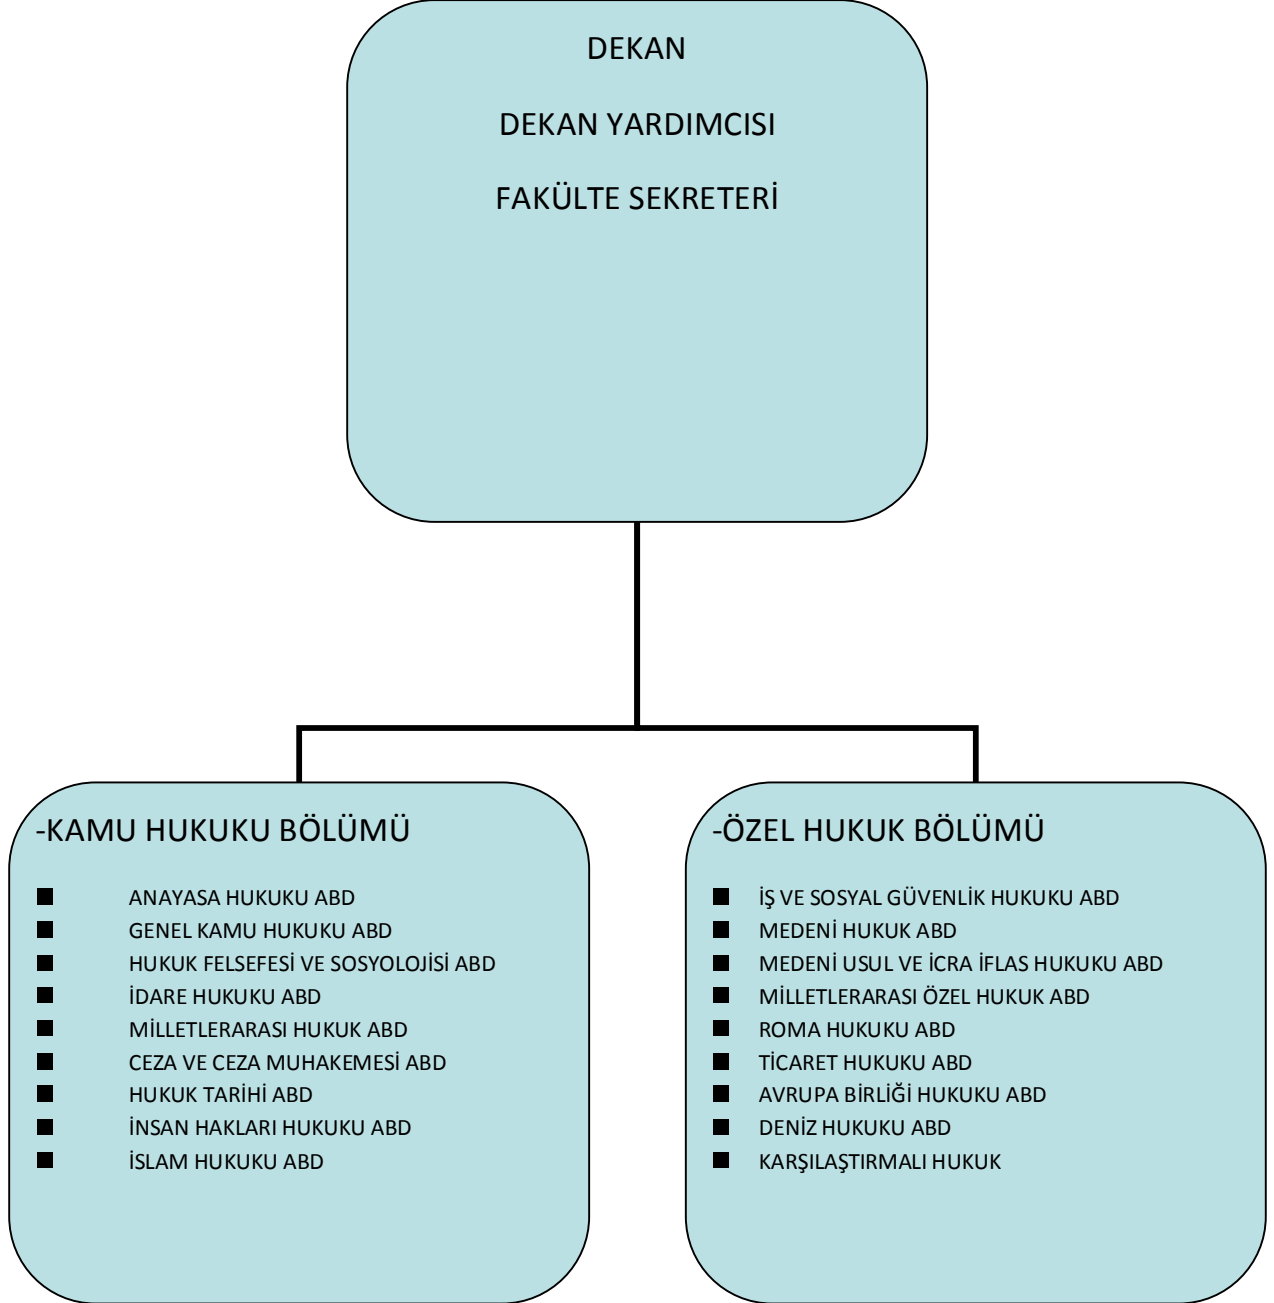 DEKAN
DEKAN YARDIMCISI
FAKÜLTE SEKRETERİ
-KAMU HUKUKU BÖLÜMÜ
ANAYASA HUKUKU ABD
GENEL KAMU HUKUKU ABD
HUKUK FELSEFESİ VE SOSYOLOJİSİ ABD
İDARE HUKUKU ABD
MİLLETLERARASI HUKUK ABD
CEZA VE CEZA MUHAKEMESİ ABD
HUKUK TARİHİ ABD
İNSAN HAKLARI HUKUKU ABD
İSLAM HUKUKU ABD
-ÖZEL HUKUK BÖLÜMÜ
İŞ VE SOSYAL GÜVENLİK HUKUKU ABD
MEDENİ HUKUK ABD
MEDENİ USUL VE İCRA İFLAS HUKUKU ABD
MİLLETLERARASI ÖZEL HUKUK ABD
ROMA HUKUKU ABD
TİCARET HUKUKU ABD
AVRUPA BİRLİĞİ HUKUKU ABD
DENİZ HUKUKU ABD
KARŞILAŞTIRMALI HUKUK